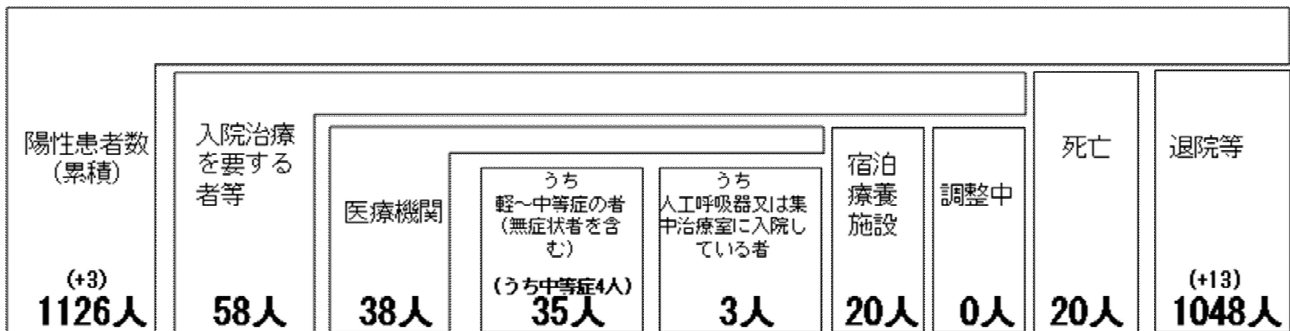 陽性患者数
(累積)
(+3)
1126人
入院治療
を要する
者等
58人
医療機関
38人
うち
軽～中等症の者
(無症状者を含
む)
(うち中等症4人)
35人
うち
人工呼吸器又は集
中治療室に入院し
ている者
3人
宿泊
療養
施設
20人
調整中
0人
死亡
20人
退院等
(+13)
1048人